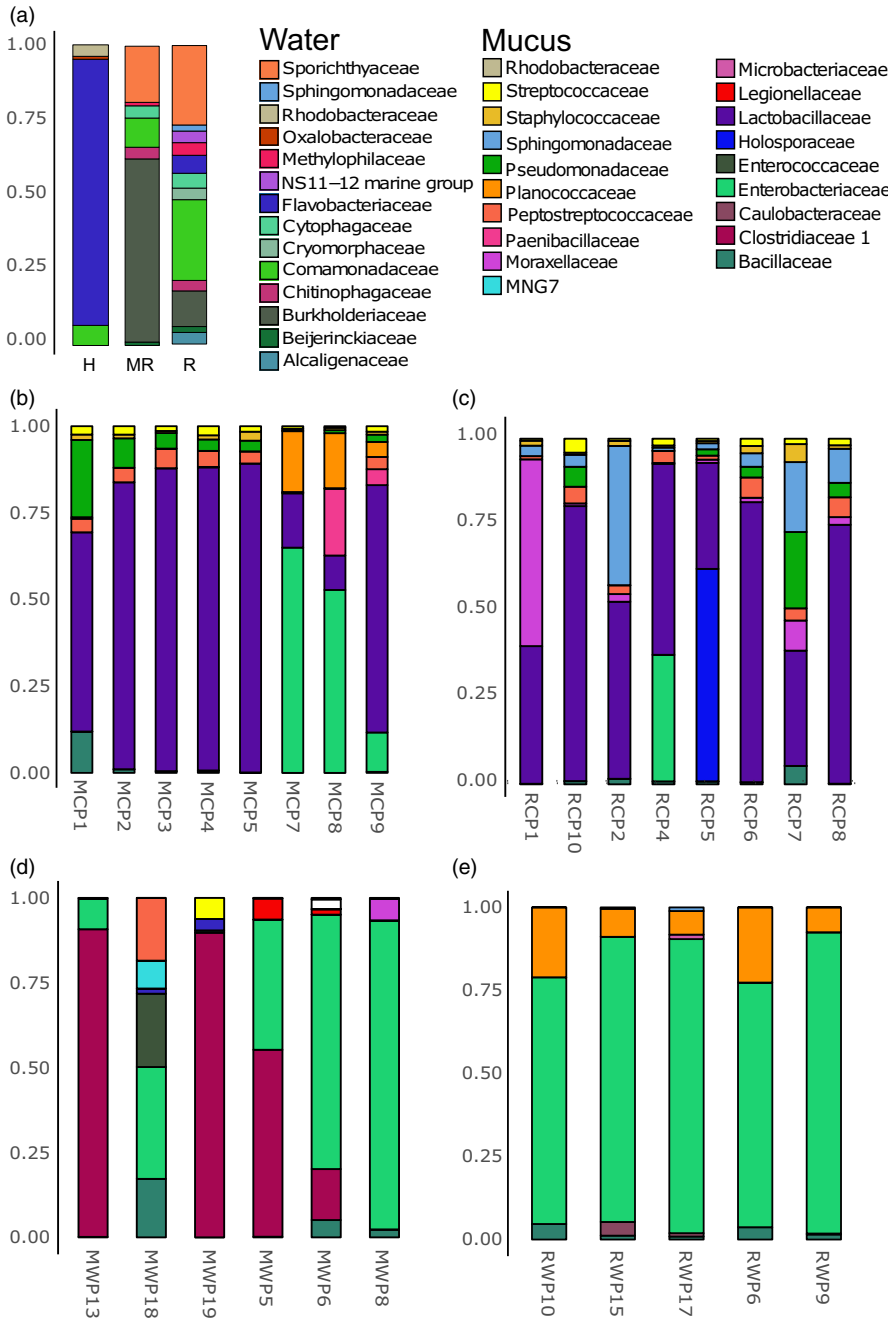 (a)
1.00
0.75
0.50
0.25
0.00
H MR R
Water
Sporichthyaceae
Sphingomonadaceae
Rhodobacteraceae
Oxalobacteraceae
Methylophilaceae
NS11–12 marine group
Flavobacteriaceae
Cytophagaceae
Cryomorphaceae
Comamonadaceae
Chitinophagaceae
Burkholderiaceae
Beijerinckiaceae
Alcaligenaceae
Mucus
Rhodobacteraceae
Streptococcaceae
Staphylococcaceae
Sphingomonadaceae
Pseudomonadaceae
Planococcaceae
Peptostreptococcaceae
Paenibacillaceae
Moraxellaceae
MNG7
Microbacteriaceae
Legionellaceae
Lactobacillaceae
Holosporaceae
Enterococcaceae
Enterobacteriaceae
Caulobacteraceae
Clostridiaceae 1
Bacillaceae
(b)
1.00
0.75
0.50
0.25
0.00
MCP1
MCP2
MCP3
MCP4
MCP5
MCP7
MCP8
MCP9
(c)
1.00
0.75
0.50
0.25
0.00
RCP1
RCP10
RCP2
RCP4
RCP5
RCP6
RCP7
RCP8
(d)
1.00
0.75
0.50
0.25
0.00
MWP13
MWP18
MWP19
MWP5
MWP6
MWP8
(e)
1.00
0.75
0.50
0.25
0.00
RWP10
RWP15
RWP17
RWP6
RWP9